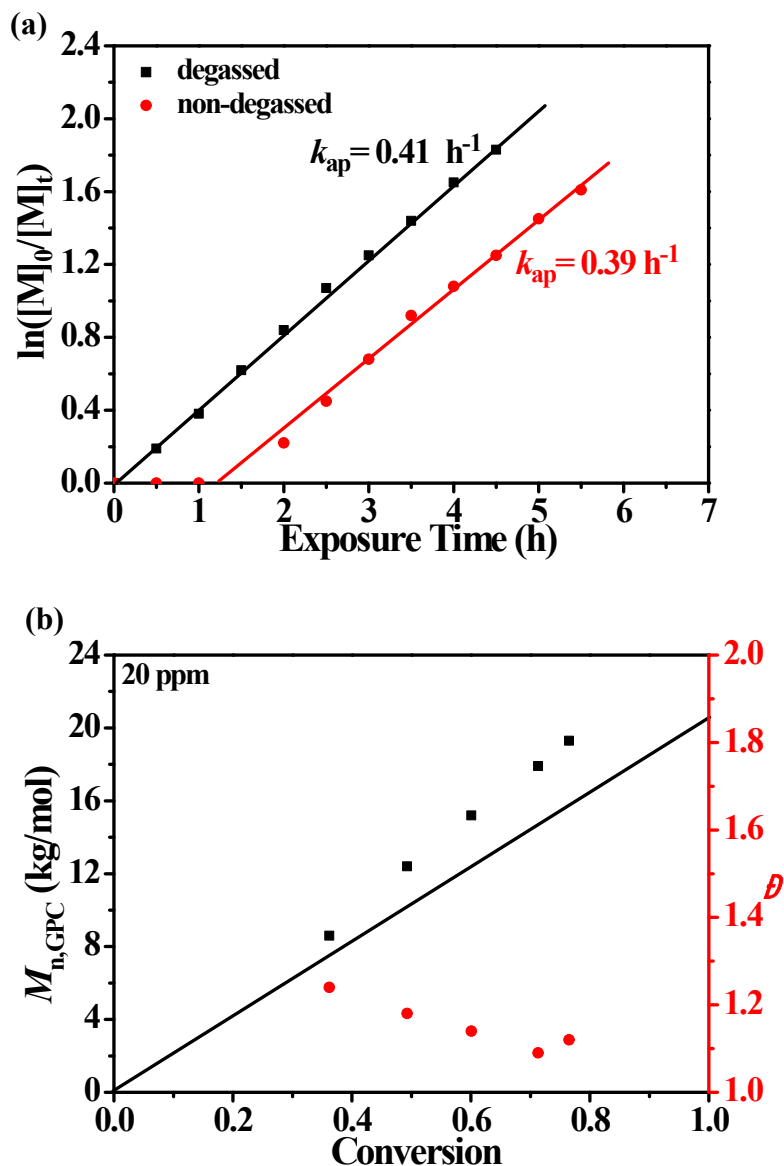 (a)
2.4
2.0
1.6
1.2
0.8
0.4
0.0
ln([M]₀/[M]ₜ)
degassed
non-degassed
k_ap = 0.41 h⁻¹
k_ap = 0.39 h⁻¹
0 1 2 3 4 5 6 7
Exposure Time (h)
(b)
24
20
16
12
8
4
0
M_n,GPC (kg/mol)
20 ppm
2.0
1.8
1.6
1.4
1.2
1.0
Đ
0.0 0.2 0.4 0.6 0.8 1.0
Conversion